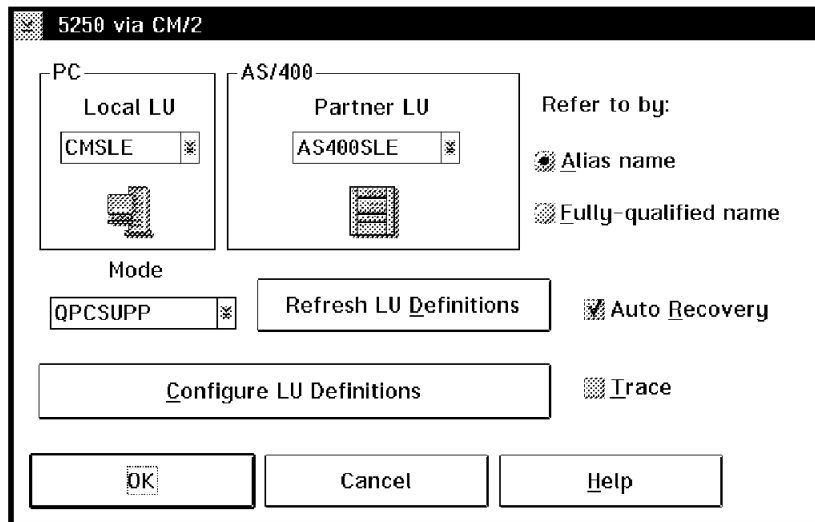 5250 via CM/2
PC
AS/400
Local LU
Partner LU
Refer to by:
CMSLE
AS400SLE
Alias name
Fully-qualified name
Mode
QPCSUPP
Refresh LU Definitions
Auto Recovery
Configure LU Definitions
Trace
OK
Cancel
Help